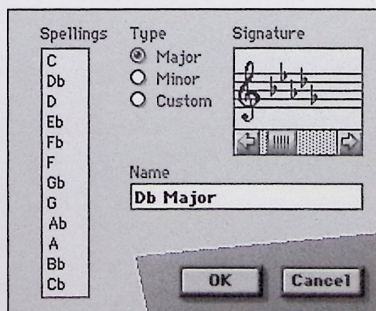 Spellings
C
Db
D
Eb
Fb
F
Gb
G
Ab
A
Bb
Cb
Type
Major
Minor
Custom
Signature
Name
Db Major
OK
Cancel